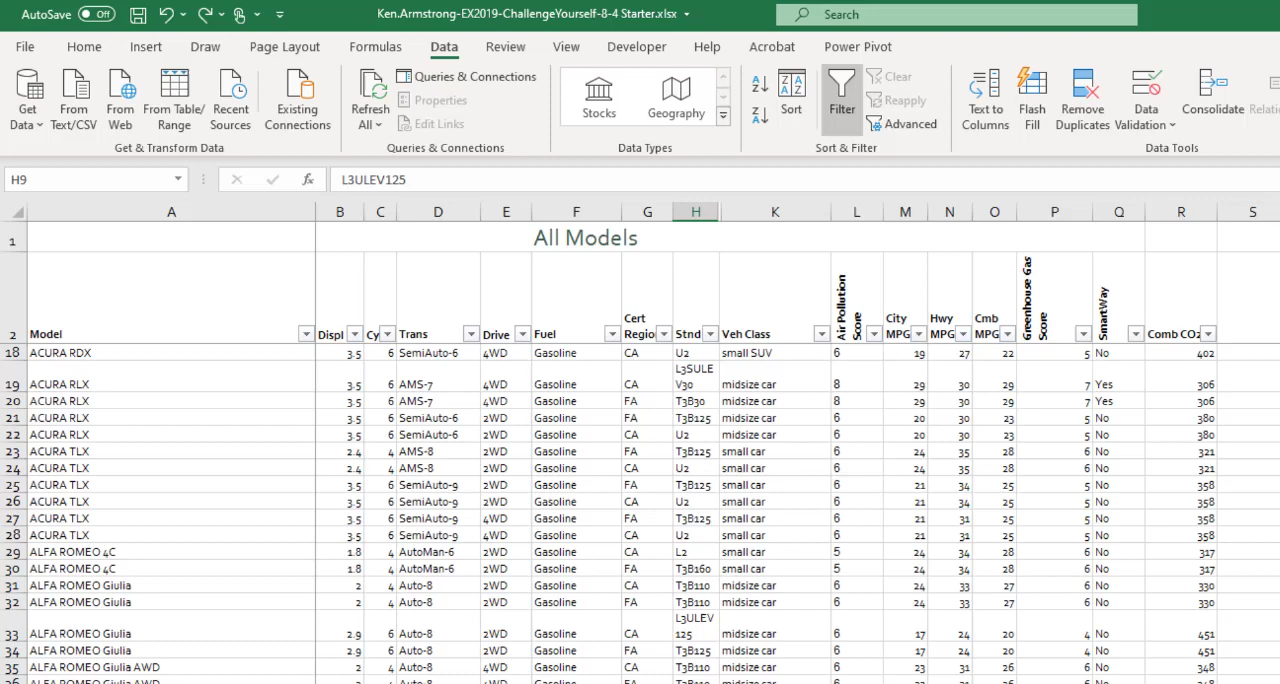 AutoSave Off Ken.Armstrong-EX2019-ChallengeYourself-8-4 Starter.xlsx Search
File Home Insert Draw Page Layout Formulas Data Review View Developer Help Acrobat Power Pivot
Get Data From Text/CSV From Web From Table/ Range Recent Sources Existing Connections Refresh All Queries & Connections Properties Edit Links Stocks Geography Sort Filter Clear Reapply Advanced Text to Columns Flash Fill Remove Duplicates Data Validation Consolidate
Get & Transform Data Queries & Connections Data Types Sort & Filter Data Tools
H9 fx L3ULEV125
A B C D E F G H K L M N O P Q R S
1 All Models
2 Model Displ Cy Trans Drive Fuel Cert Regio Stnd Veh Class Air Pollution Score City MPG Hwy MPG Cmb MPG Greenhouse Gas Score SmartWay Comb CO2
18 ACURA RDX 3.5 6 SemiAuto-6 4WD Gasoline CA U2 small SUV 6 19 27 22 5 No 402
19 ACURA RLX 3.5 6 AMS-7 4WD Gasoline CA L3SULE V30 midsize car 8 29 30 29 7 Yes 306
20 ACURA RLX 3.5 6 AMS-7 4WD Gasoline FA T3B30 midsize car 8 29 30 29 7 Yes 306
21 ACURA RLX 3.5 6 SemiAuto-6 2WD Gasoline FA T3B125 midsize car 6 20 30 23 5 No 380
22 ACURA RLX 3.5 6 SemiAuto-6 2WD Gasoline CA U2 midsize car 6 20 30 23 5 No 380
23 ACURA TLX 2.4 4 AMS-8 2WD Gasoline FA T3B125 small car 6 24 35 28 6 No 321
24 ACURA TLX 2.4 4 AMS-8 2WD Gasoline CA U2 small car 6 24 35 28 6 No 321
25 ACURA TLX 3.5 6 SemiAuto-9 2WD Gasoline FA T3B125 small car 6 21 34 25 5 No 358
26 ACURA TLX 3.5 6 SemiAuto-9 2WD Gasoline CA U2 small car 6 21 34 25 5 No 358
27 ACURA TLX 3.5 6 SemiAuto-9 4WD Gasoline FA T3B125 small car 6 21 31 25 5 No 358
28 ACURA TLX 3.5 6 SemiAuto-9 4WD Gasoline CA U2 small car 6 21 31 25 5 No 358
29 ALFA ROMEO 4C 1.8 4 AutoMan-6 2WD Gasoline CA L2 small car 5 24 34 28 6 No 317
30 ALFA ROMEO 4C 1.8 4 AutoMan-6 2WD Gasoline FA T3B160 small car 5 24 34 28 6 No 317
31 ALFA ROMEO Giulia 2 4 Auto-8 2WD Gasoline CA T3B110 midsize car 6 24 33 27 6 No 330
32 ALFA ROMEO Giulia 2 4 Auto-8 2WD Gasoline FA T3B110 midsize car 6 24 33 27 6 No 330
33 ALFA ROMEO Giulia 2.9 6 Auto-8 2WD Gasoline CA L3ULEV 125 midsize car 6 17 24 20 4 No 451
34 ALFA ROMEO Giulia 2.9 6 Auto-8 2WD Gasoline FA T3B125 midsize car 6 17 24 20 4 No 451
35 ALFA ROMEO Giulia AWD 2 4 Auto-8 4WD Gasoline CA T3B110 midsize car 6 23 31 26 6 No 348